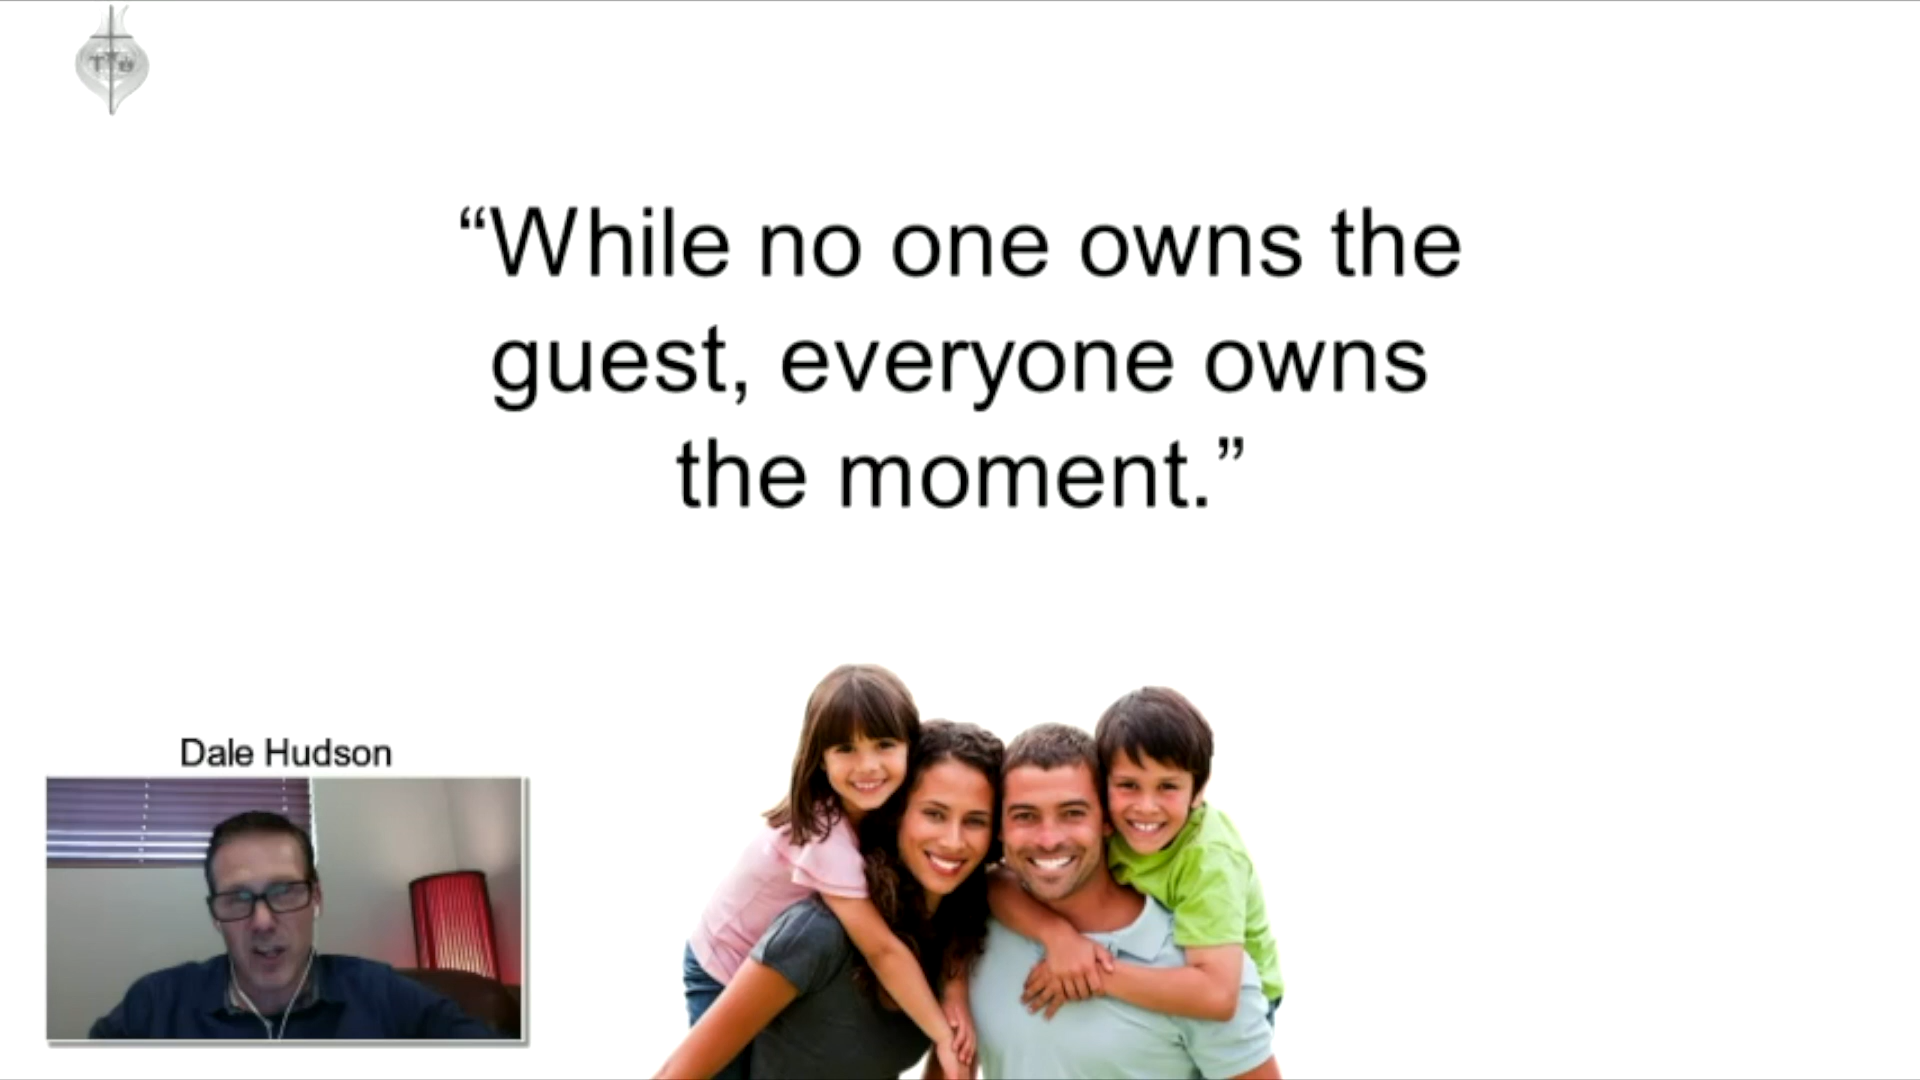 “While no one owns the
guest, everyone owns
the moment.”
Dale Hudson